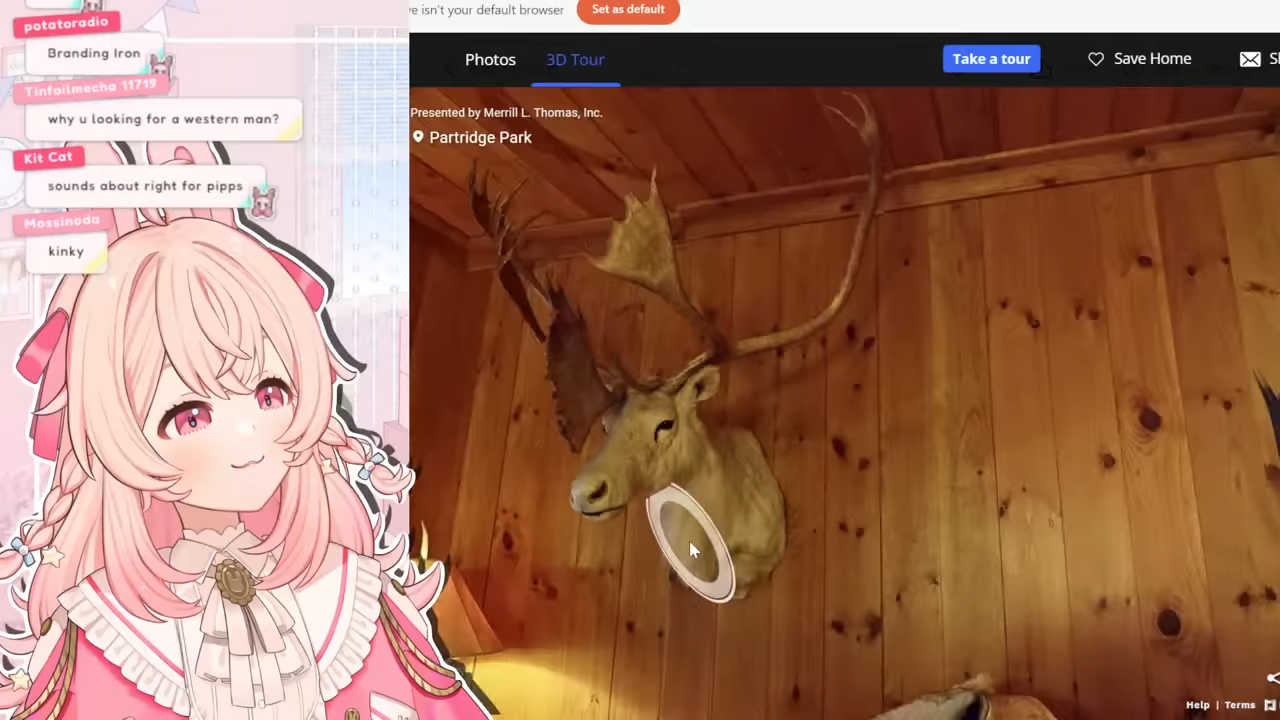 potatoradio
Branding Iron
Tinfoilmecha 11719
why u looking for a western man?
Kit Cat
sounds about right for pipps
Mossinoda
kinky
e isn't your default browser
Set as default
Photos
3D Tour
Take a tour
Save Home
Presented by Merrill L. Thomas, Inc.
Partridge Park
Help | Terms